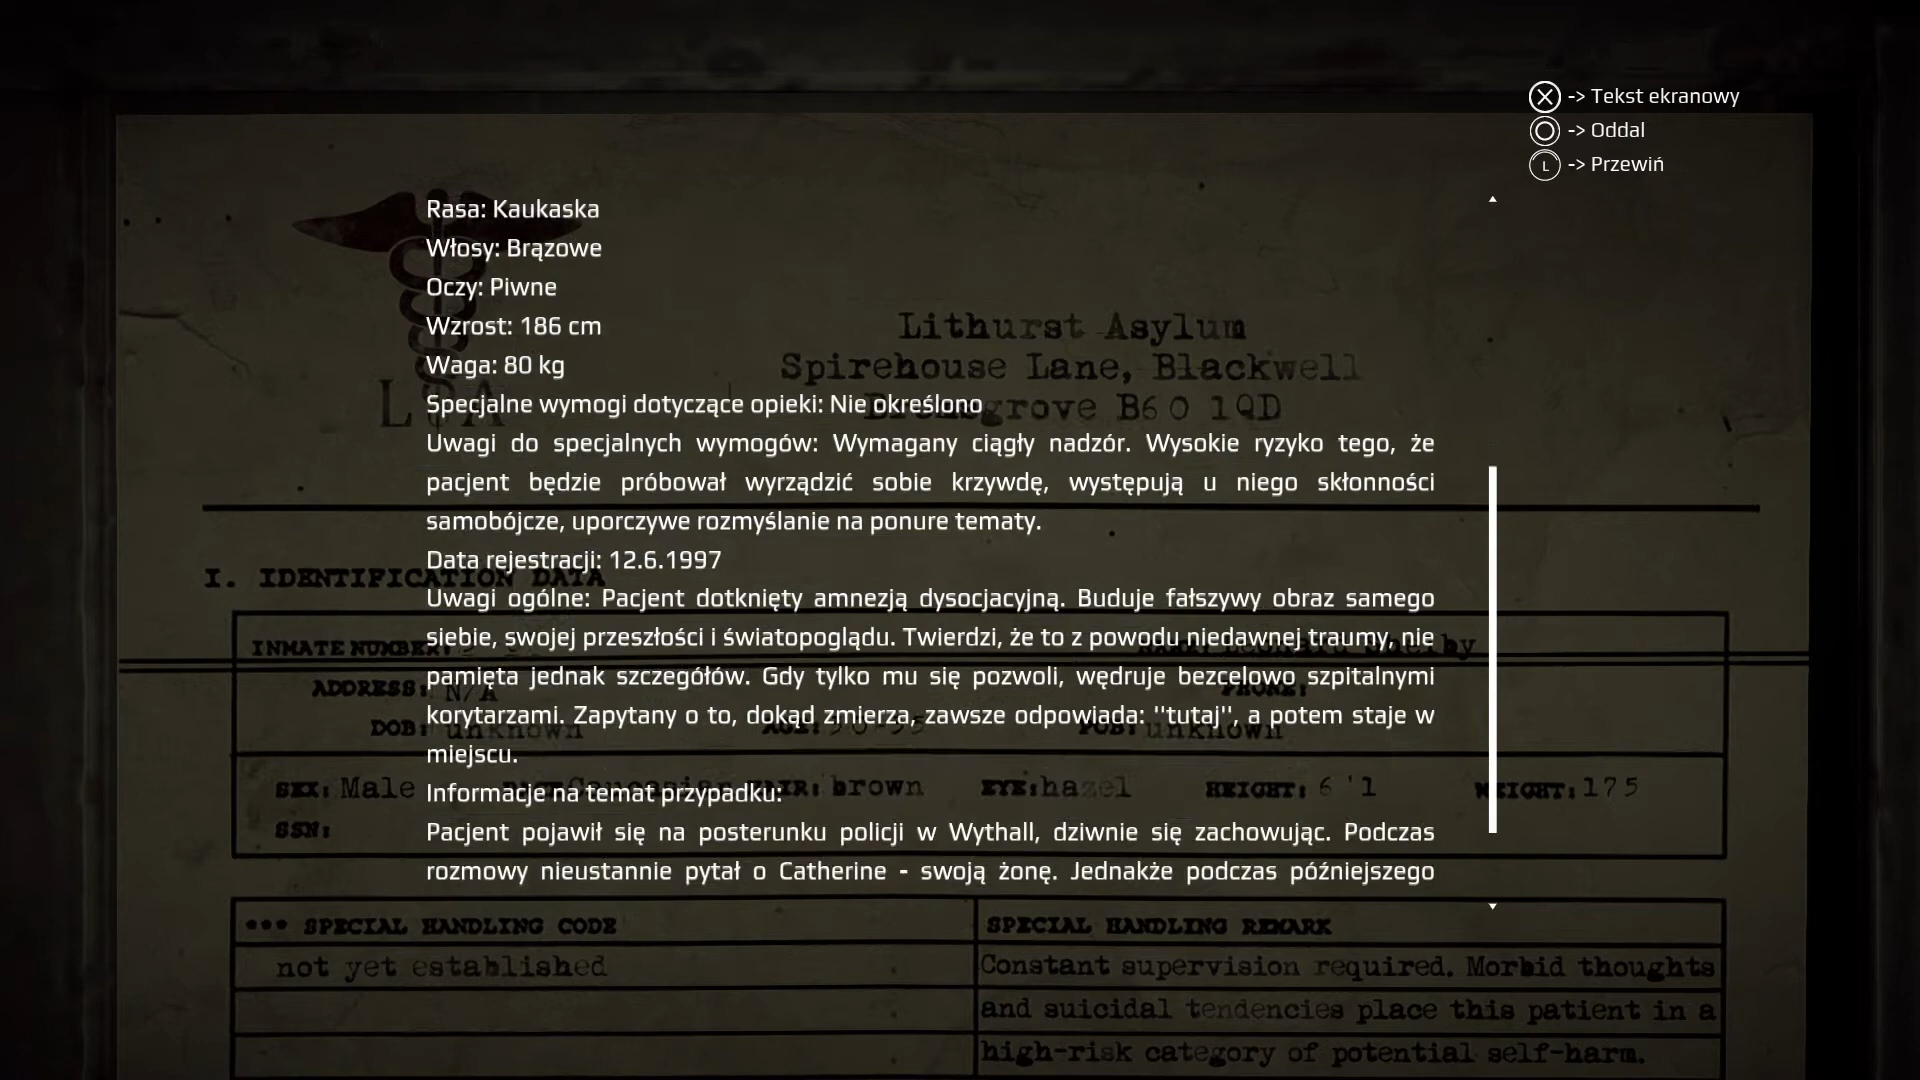 -> Tekst ekranowy
-> Oddal
L -> Przewiń
Rasa: Kaukaska
Włosy: Brązowe
Oczy: Piwne
Wzrost: 186 cm
Waga: 80 kg
Specjalne wymogi dotyczące opieki: Nie określono
Uwagi do specjalnych wymogów: Wymagany ciągły nadzór. Wysokie ryzyko tego, że
pacjent będzie próbował wyrządzić sobie krzywdę, występują u niego skłonności
samobójcze, uporczywe rozmyślanie na ponure tematy.
Data rejestracji: 12.6.1997
Uwagi ogólne: Pacjent dotknięty amnezją dysocjacyjną. Buduje fałszywy obraz samego
siebie, swojej przeszłości i światopoglądu. Twierdzi, że to z powodu niedawnej traumy, nie
pamięta jednak szczegółów. Gdy tylko mu się pozwoli, wędruje bezcelowo szpitalnymi
korytarzami. Zapytany o to, dokąd zmierza, zawsze odpowiada: "tutaj", a potem staje w
miejscu.
Informacje na temat przypadku:
Pacjent pojawił się na posterunku policji w Wythall, dziwnie się zachowując. Podczas
rozmowy nieustannie pytał o Catherine - swoją żonę. Jednakże podczas późniejszego
Lithurst Asylum
Spirehouse Lane, Blackwell
B60 1QD
I. IDENTIFICATION DATA
INMATE NUMBER: Shelby
ADDRESS: N/A PHONE:
DOB: unknown AGE: 30-35 POB: unknown
SEX: Male Caucasian HAIR: brown EYE: hazel HEIGHT: 6'1 WEIGHT: 175
SSN:
*** SPECIAL HANDLING CODE SPECIAL HANDLING REMARK
not yet established Constant supervision required. Morbid thoughts
and suicidal tendencies place this patient in a
high-risk category of potential self-harm.